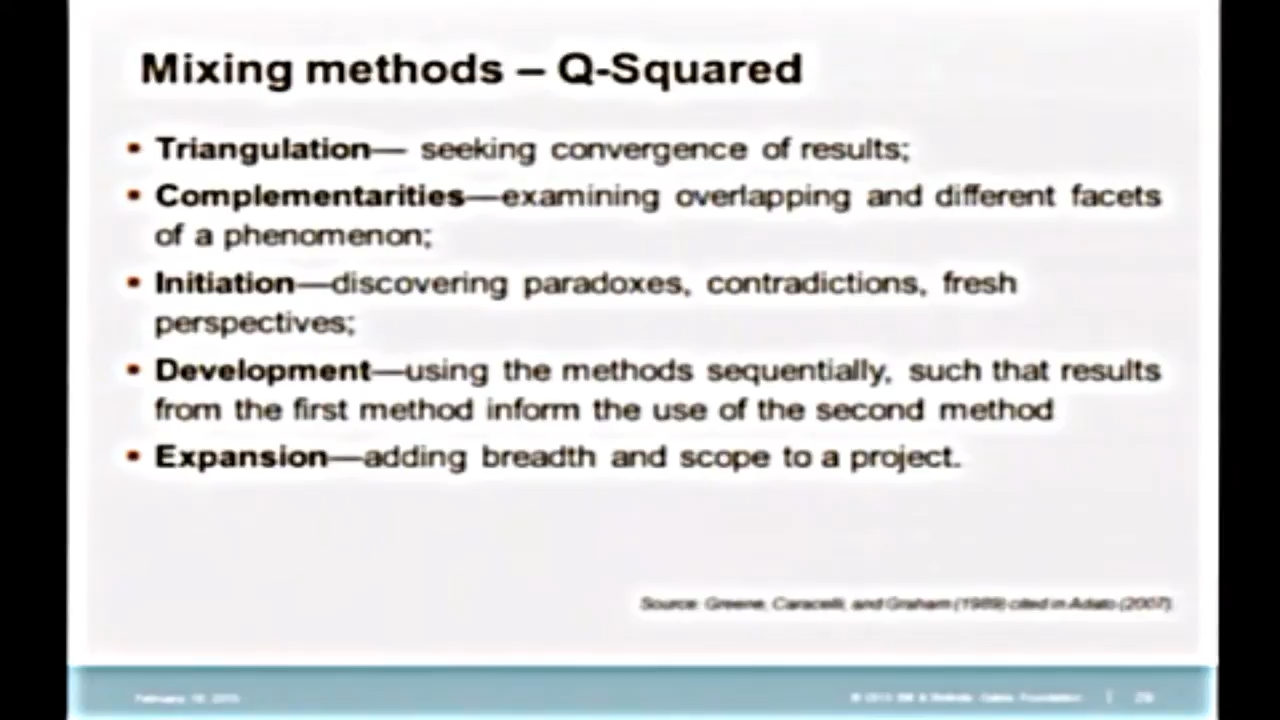 Mixing methods – Q-Squared
• Triangulation— seeking convergence of results;
• Complementarities—examining overlapping and different facets
of a phenomenon;
• Initiation—discovering paradoxes, contradictions, fresh
perspectives;
• Development—using the methods sequentially, such that results
from the first method inform the use of the second method
• Expansion—adding breadth and scope to a project.
Source: Greene, Caracelli, and Graham (1989) cited in Adato (2007)
February
Gates Foundation |